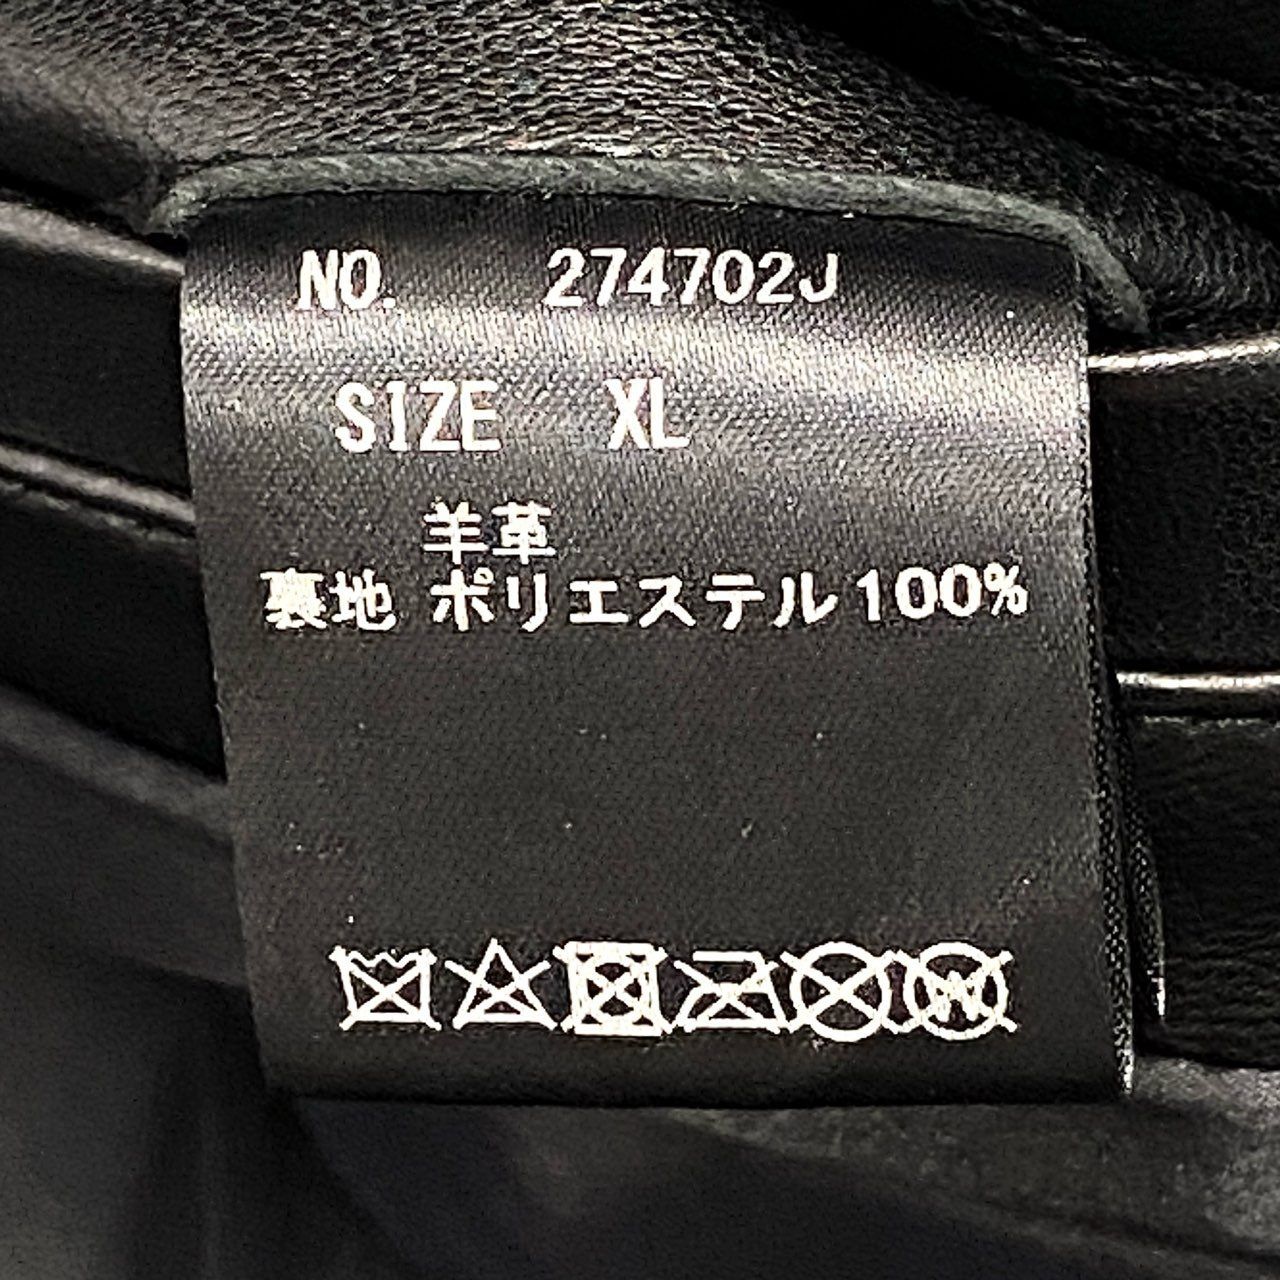 NO. 274702J
SIZE XL
羊革
裏地 ポリエステル100%
W